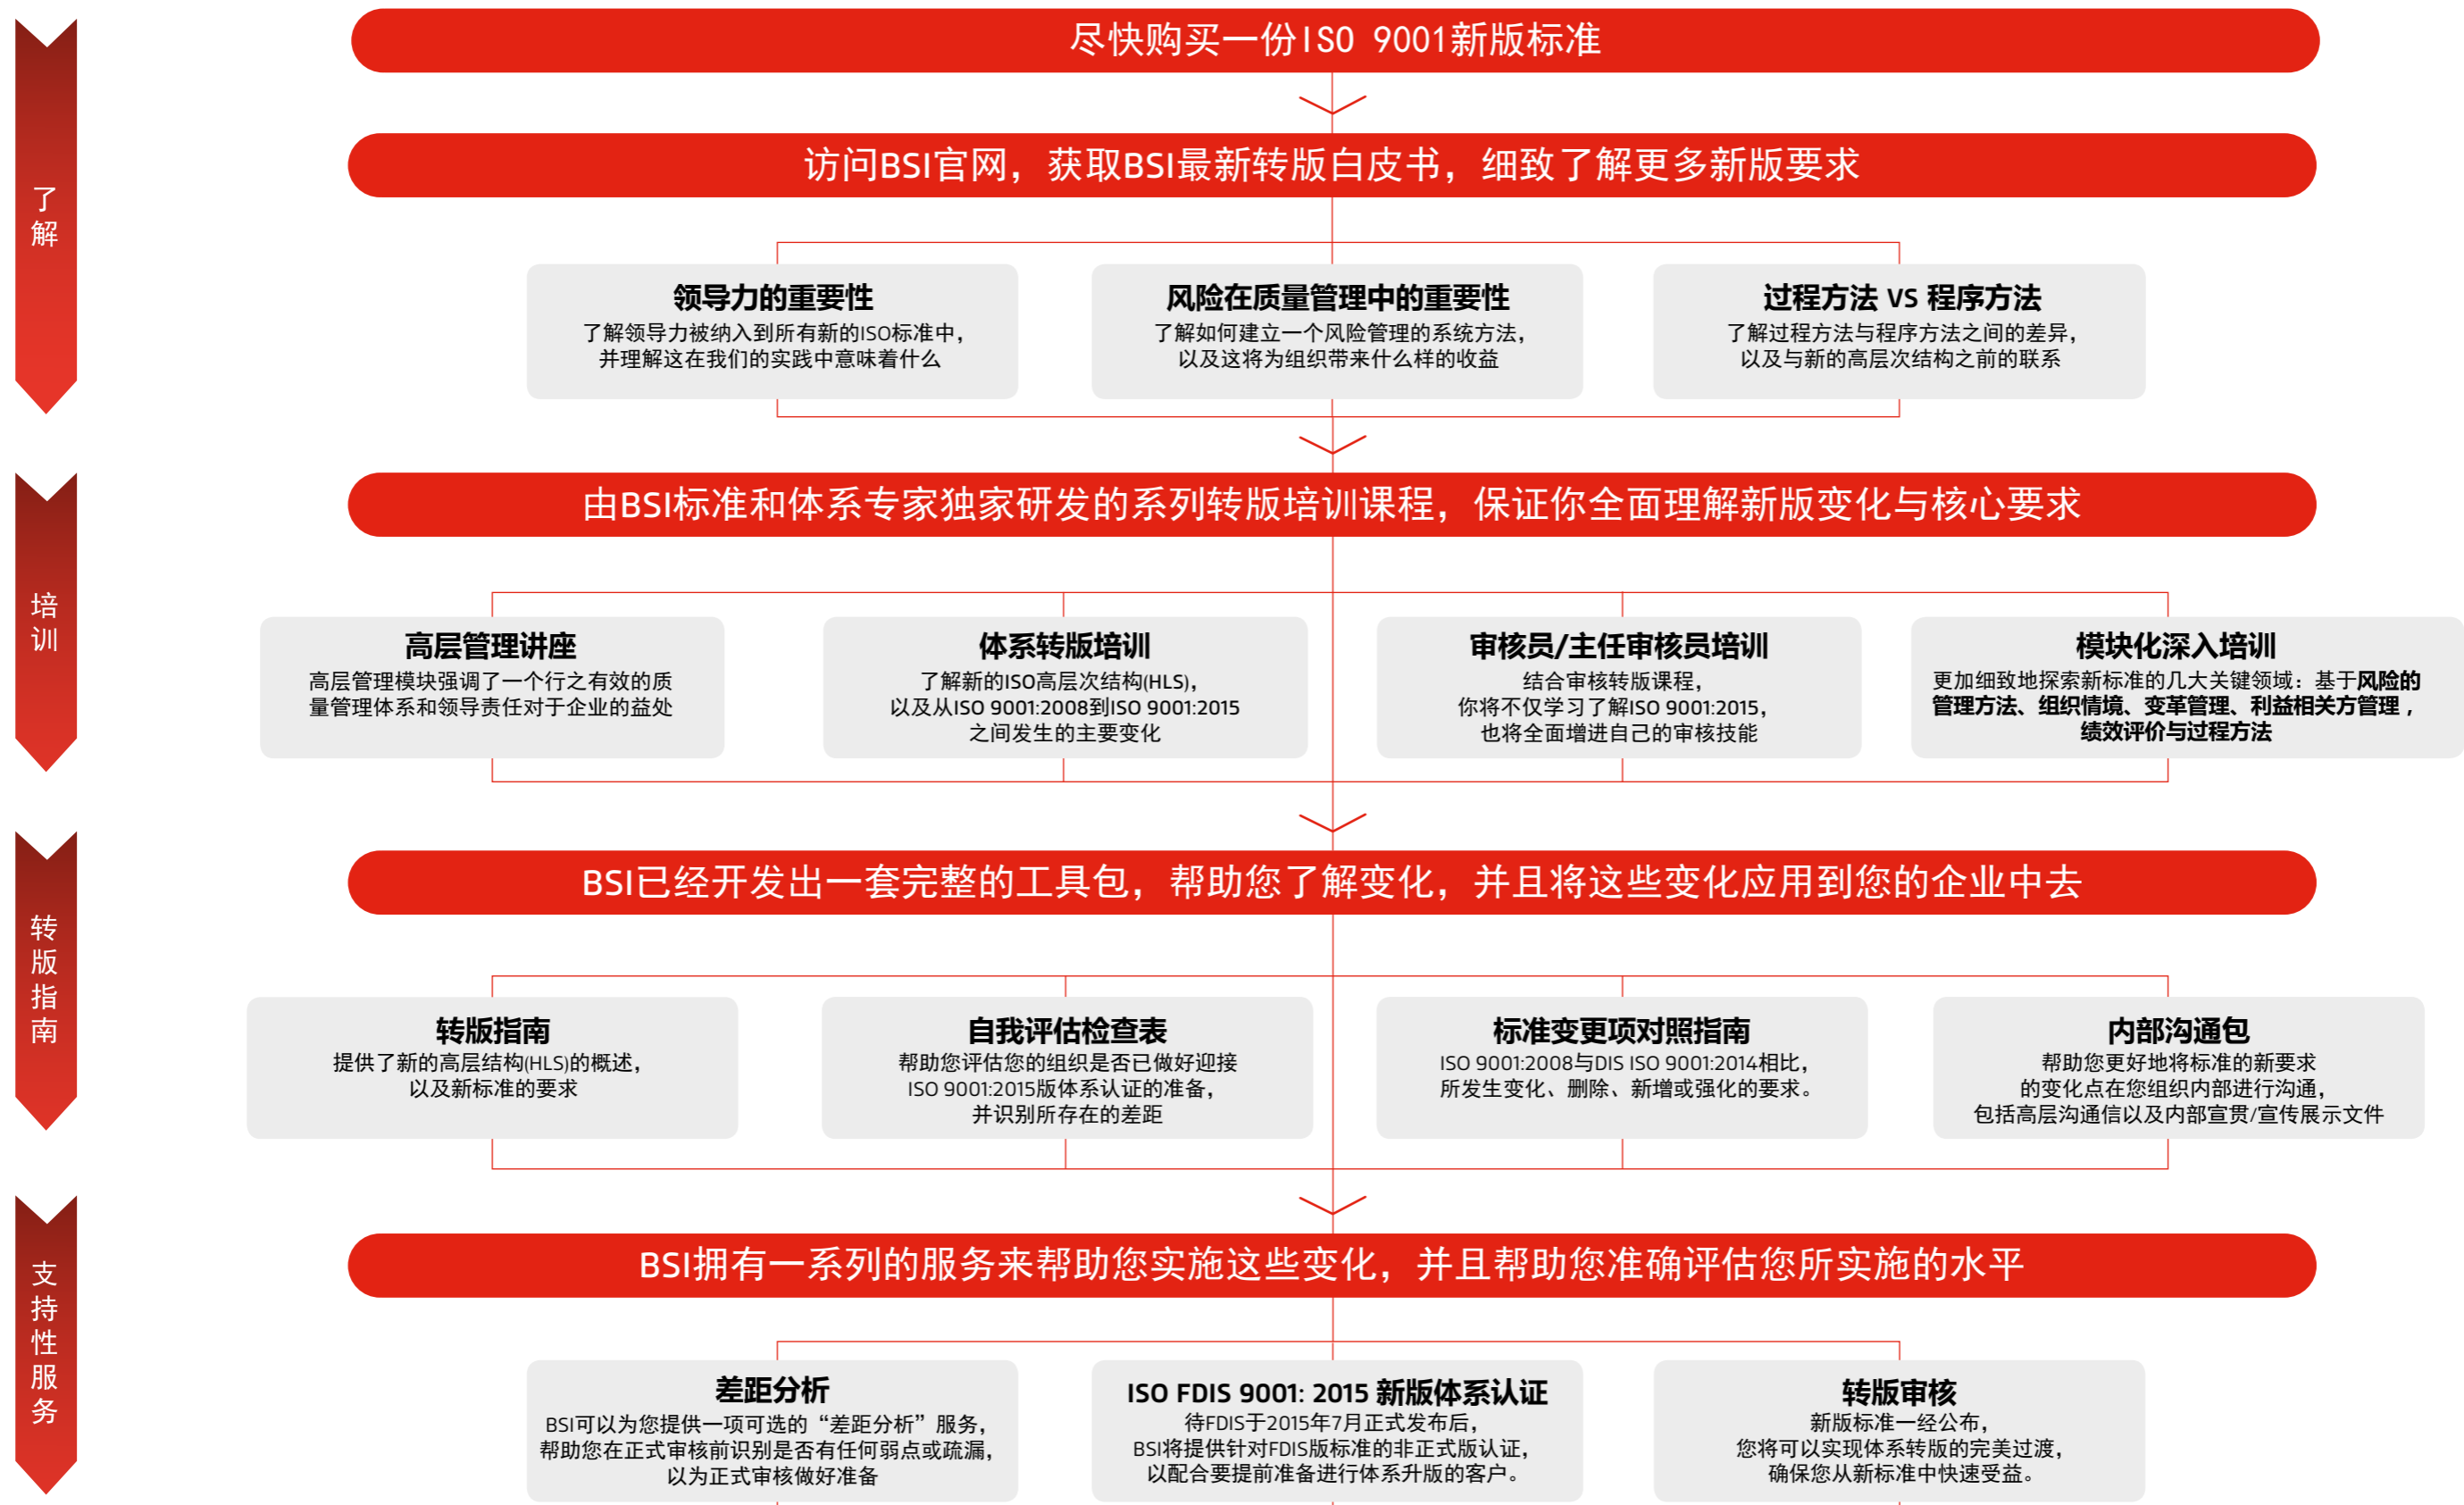 了解
尽快购买一份ISO 9001新版标准
访问BSI官网，获取BSI最新转版白皮书，细致了解更多新版要求
领导力的重要性
了解领导力被纳入到所有新的ISO标准中，
并理解这在我们的实践中意味着什么
风险在质量管理中的重要性
了解如何建立一个风险管理的系统方法，
以及这将为组织带来什么样的收益
过程方法 VS 程序方法
了解过程方法与程序方法之间的差异，
以及与新的高层次结构之前的联系
培训
由BSI标准和体系专家独家研发的系列转版培训课程，保证你全面理解新版变化与核心要求
高层管理讲座
高层管理模块强调了一个行之有效的质
量管理体系和领导责任对于企业的益处
体系转版培训
了解新的ISO高层次结构(HLS)，
以及从ISO 9001:2008到ISO 9001:2015
之间发生的主要变化
审核员/主任审核员培训
结合审核转版课程，
你将不仅学习了解ISO 9001:2015，
也将全面增进自己的审核技能
模块化深入培训
更加细致地探索新标准的几大关键领域：基于风险的
管理方法、组织情境、变革管理、利益相关方管理，
绩效评价与过程方法
转版指南
BSI已经开发出一套完整的工具包，帮助您了解变化，并且将这些变化应用到您的企业中去
转版指南
提供了新的高层结构(HLS)的概述，
以及新标准的要求
自我评估检查表
帮助您评估您的组织是否已做好迎接
ISO 9001:2015版体系认证的准备，
并识别所存在的差距
标准变更项对照指南
ISO 9001:2008与DIS ISO 9001:2014相比，
所发生变化、删除、新增或强化的要求。
内部沟通包
帮助您更好地将标准的新要求
的变化点在您组织内部进行沟通，
包括高层沟通信以及内部宣贯/宣传展示文件
支持性服务
BSI拥有一系列的服务来帮助您实施这些变化，并且帮助您准确评估您所实施的水平
差距分析
BSI可以为您提供一项可选的“差距分析”服务，
帮助您在正式审核前识别是否有任何弱点或疏漏，
以为正式审核做好准备
ISO FDIS 9001: 2015 新版体系认证
待FDIS于2015年7月正式发布后，
BSI将提供针对FDIS版标准的非正式版认证，
以配合要提前准备进行体系升版的客户。
转版审核
新版标准一经公布，
您将可以实现体系转版的完美过渡，
确保您从新标准中快速受益。